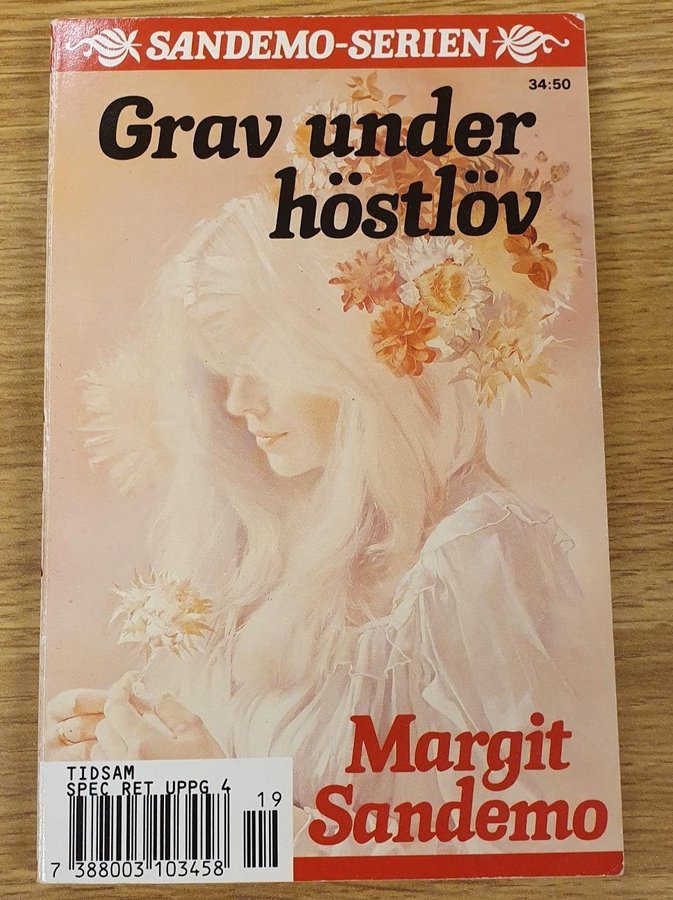 SANDEMO-SERIEN
34:50
Grav under
höstlöv
Margit
Sandemo
TIDSAM
SPEC RET UPPG 4
19
7 388003 103458